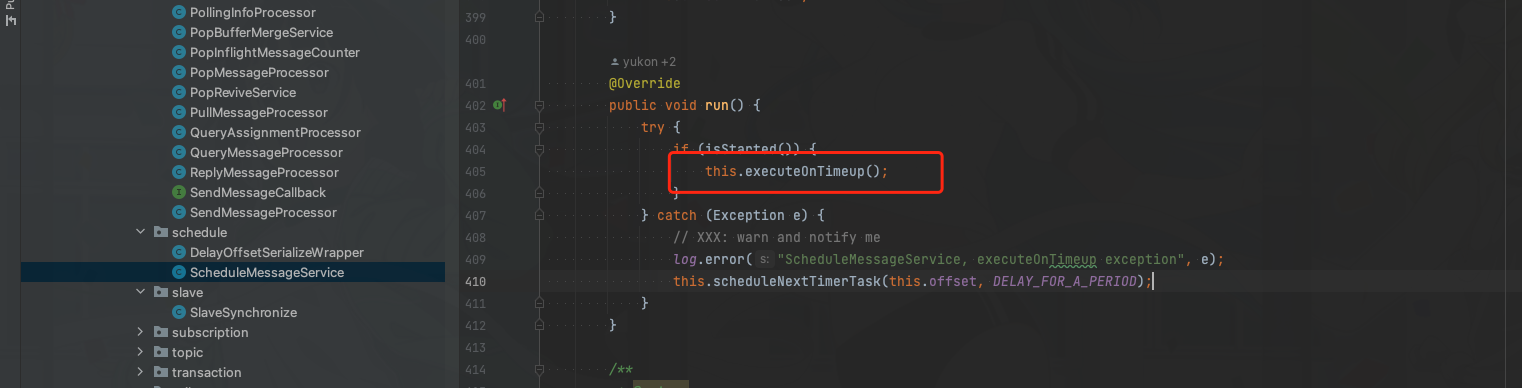 PollingInfoProcessor
PopBufferMergeService
PopInflightMessageCounter
PopMessageProcessor
PopReviveService
PullMessageProcessor
QueryAssignmentProcessor
QueryMessageProcessor
ReplyMessageProcessor
SendMessageCallback
SendMessageProcessor
schedule
DelayOffsetSerializeWrapper
ScheduleMessageService
slave
SlaveSynchronize
subscription
topic
transaction
399 }
400
yukon +2
401 @Override
402 public void run() {
403 try {
404 if (isStarted()) {
405 this.executeOnTimeup();
406 }
407 } catch (Exception e) {
408 // XXX: warn and notify me
409 log.error( s: "ScheduleMessageService, executeOnTimeup exception", e);
410 this.scheduleNextTimerTask(this.offset, DELAY_FOR_A_PERIOD);
411 }
412 }
413
414 /**